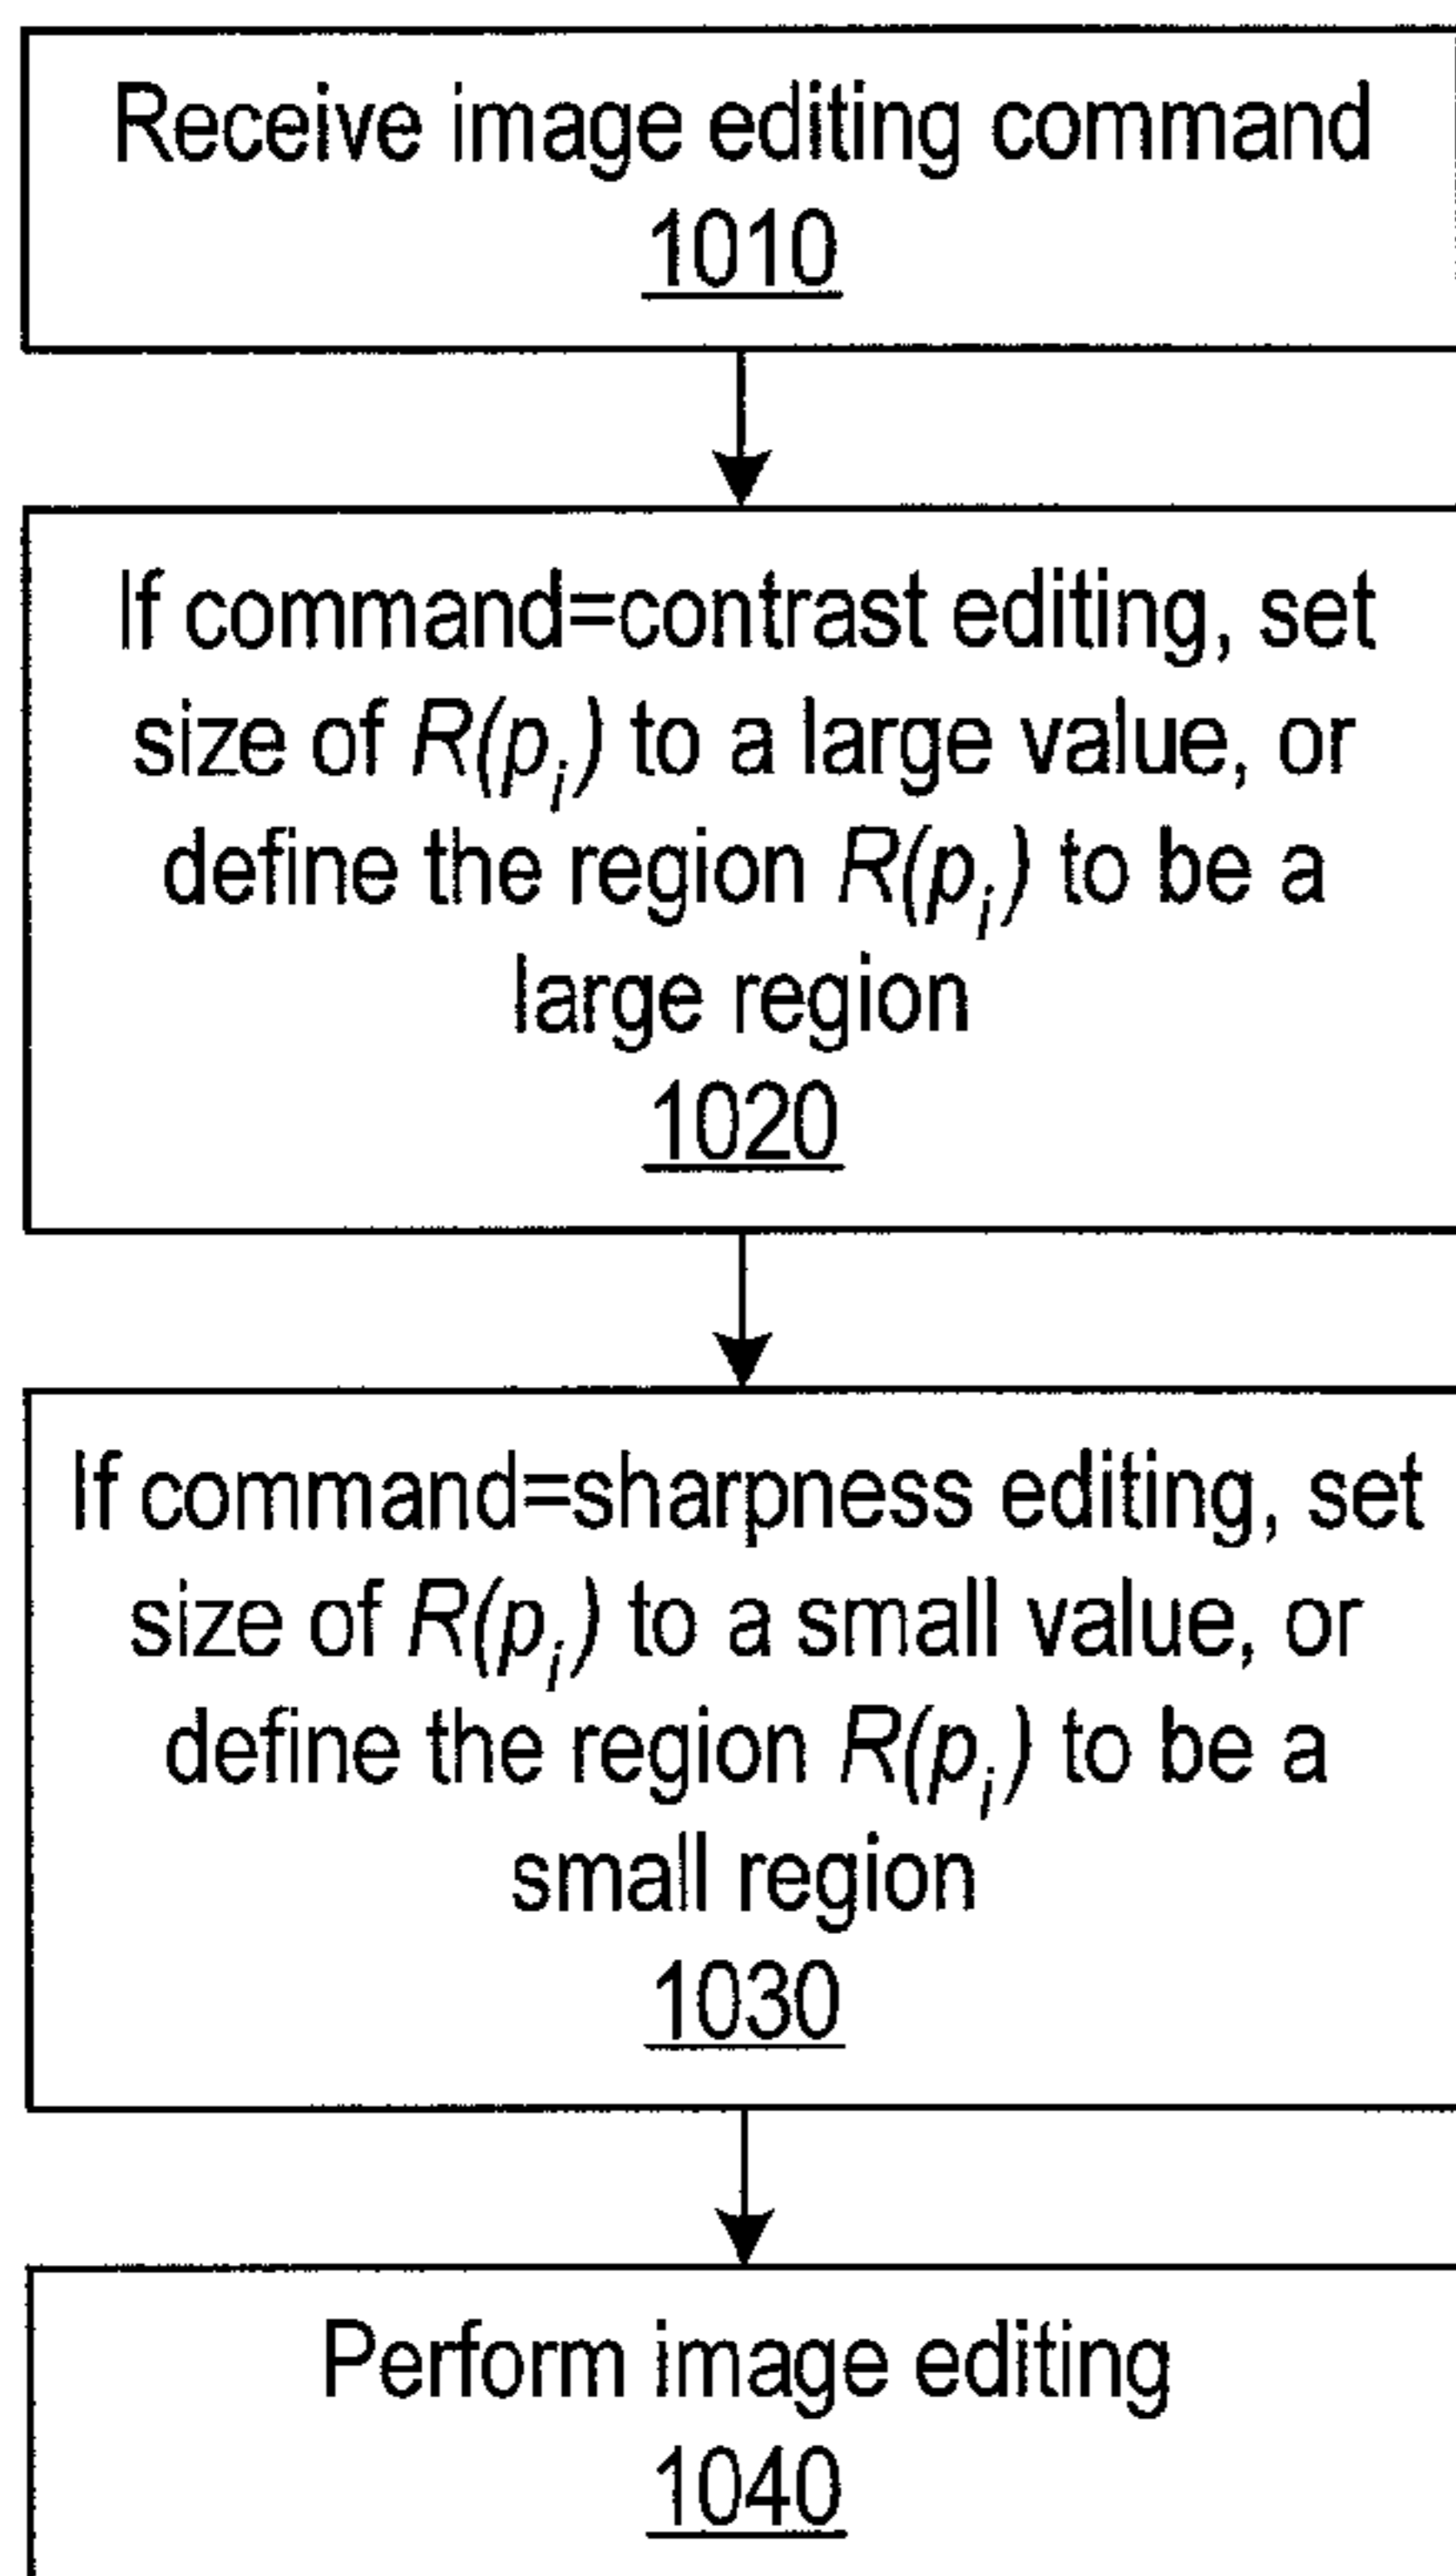 Receive image editing command
1010
If command=contrast editing, set
size of R(pi) to a large value, or
define the region R(pi) to be a
large region
1020
If command=sharpness editing, set
size of R(pi) to a small value, or
define the region R(pi) to be a
small region
1030
Perform image editing
1040